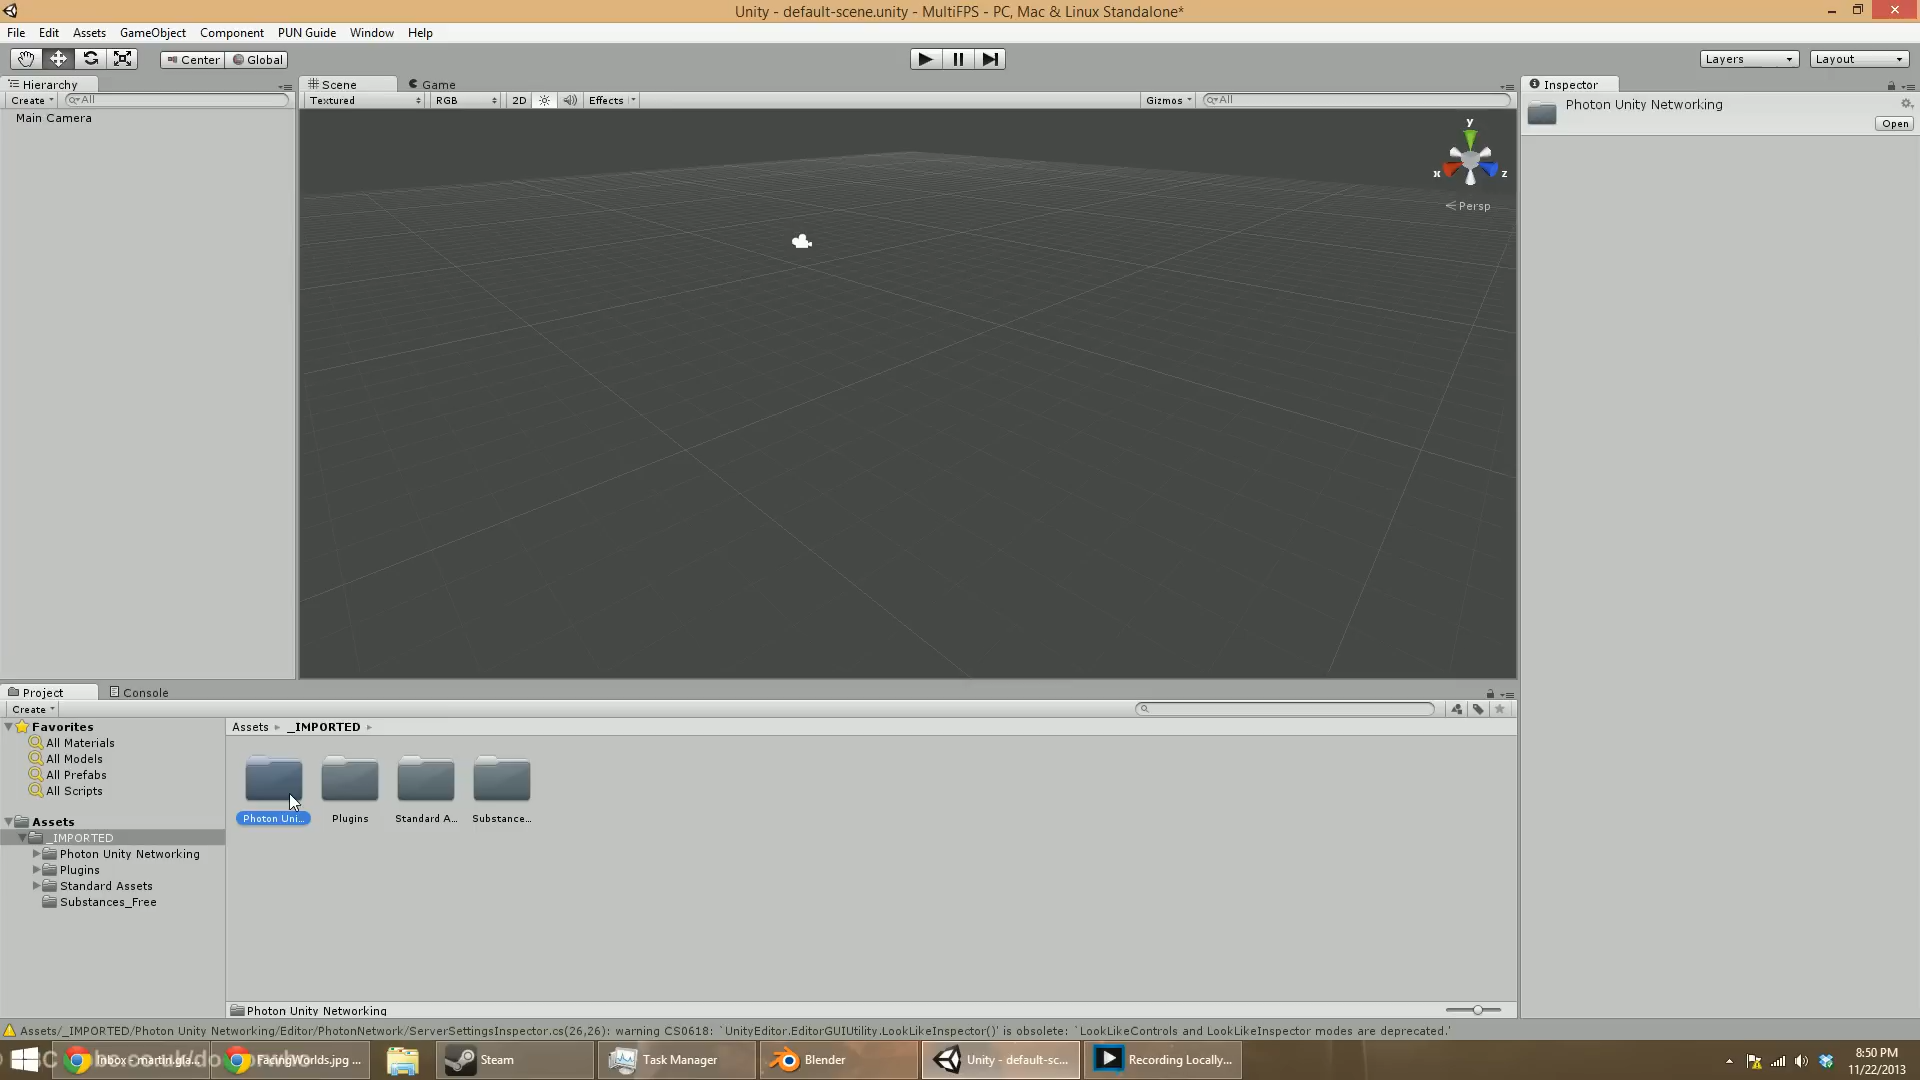 Unity - default-scene.unity - MultiFPS - PC, Mac & Linux Standalone*
File Edit Assets GameObject Component PUN Guide Window Help
Center Global Layers Layout
Hierarchy
Create All
Main Camera
Scene Game
Textured RGB 2D Effects Gizmos All
y
x z
Persp
Inspector
Photon Unity Networking
Open
Project Console
Create
Favorites
All Materials
All Models
All Prefabs
All Scripts
Assets
_IMPORTED
Photon Unity Networking
Plugins
Standard Assets
Substances_Free
Assets _IMPORTED
Photon Uni... Plugins Standard A... Substance...
Photon Unity Networking
Assets/_IMPORTED/Photon Unity Networking/Editor/PhotonNetwork/ServerSettingsInspector.cs(26,26): warning CS0618: `UnityEditor.EditorGUIUtility.LookLikeInspector()' is obsolete: `LookLikeControls and LookLikeInspector modes are deprecated.'
Inbox - martin.gla... FacingWorlds.jpg ... Steam Task Manager Blender Unity - default-sc... Recording Locally...
8:50 PM
11/22/2013